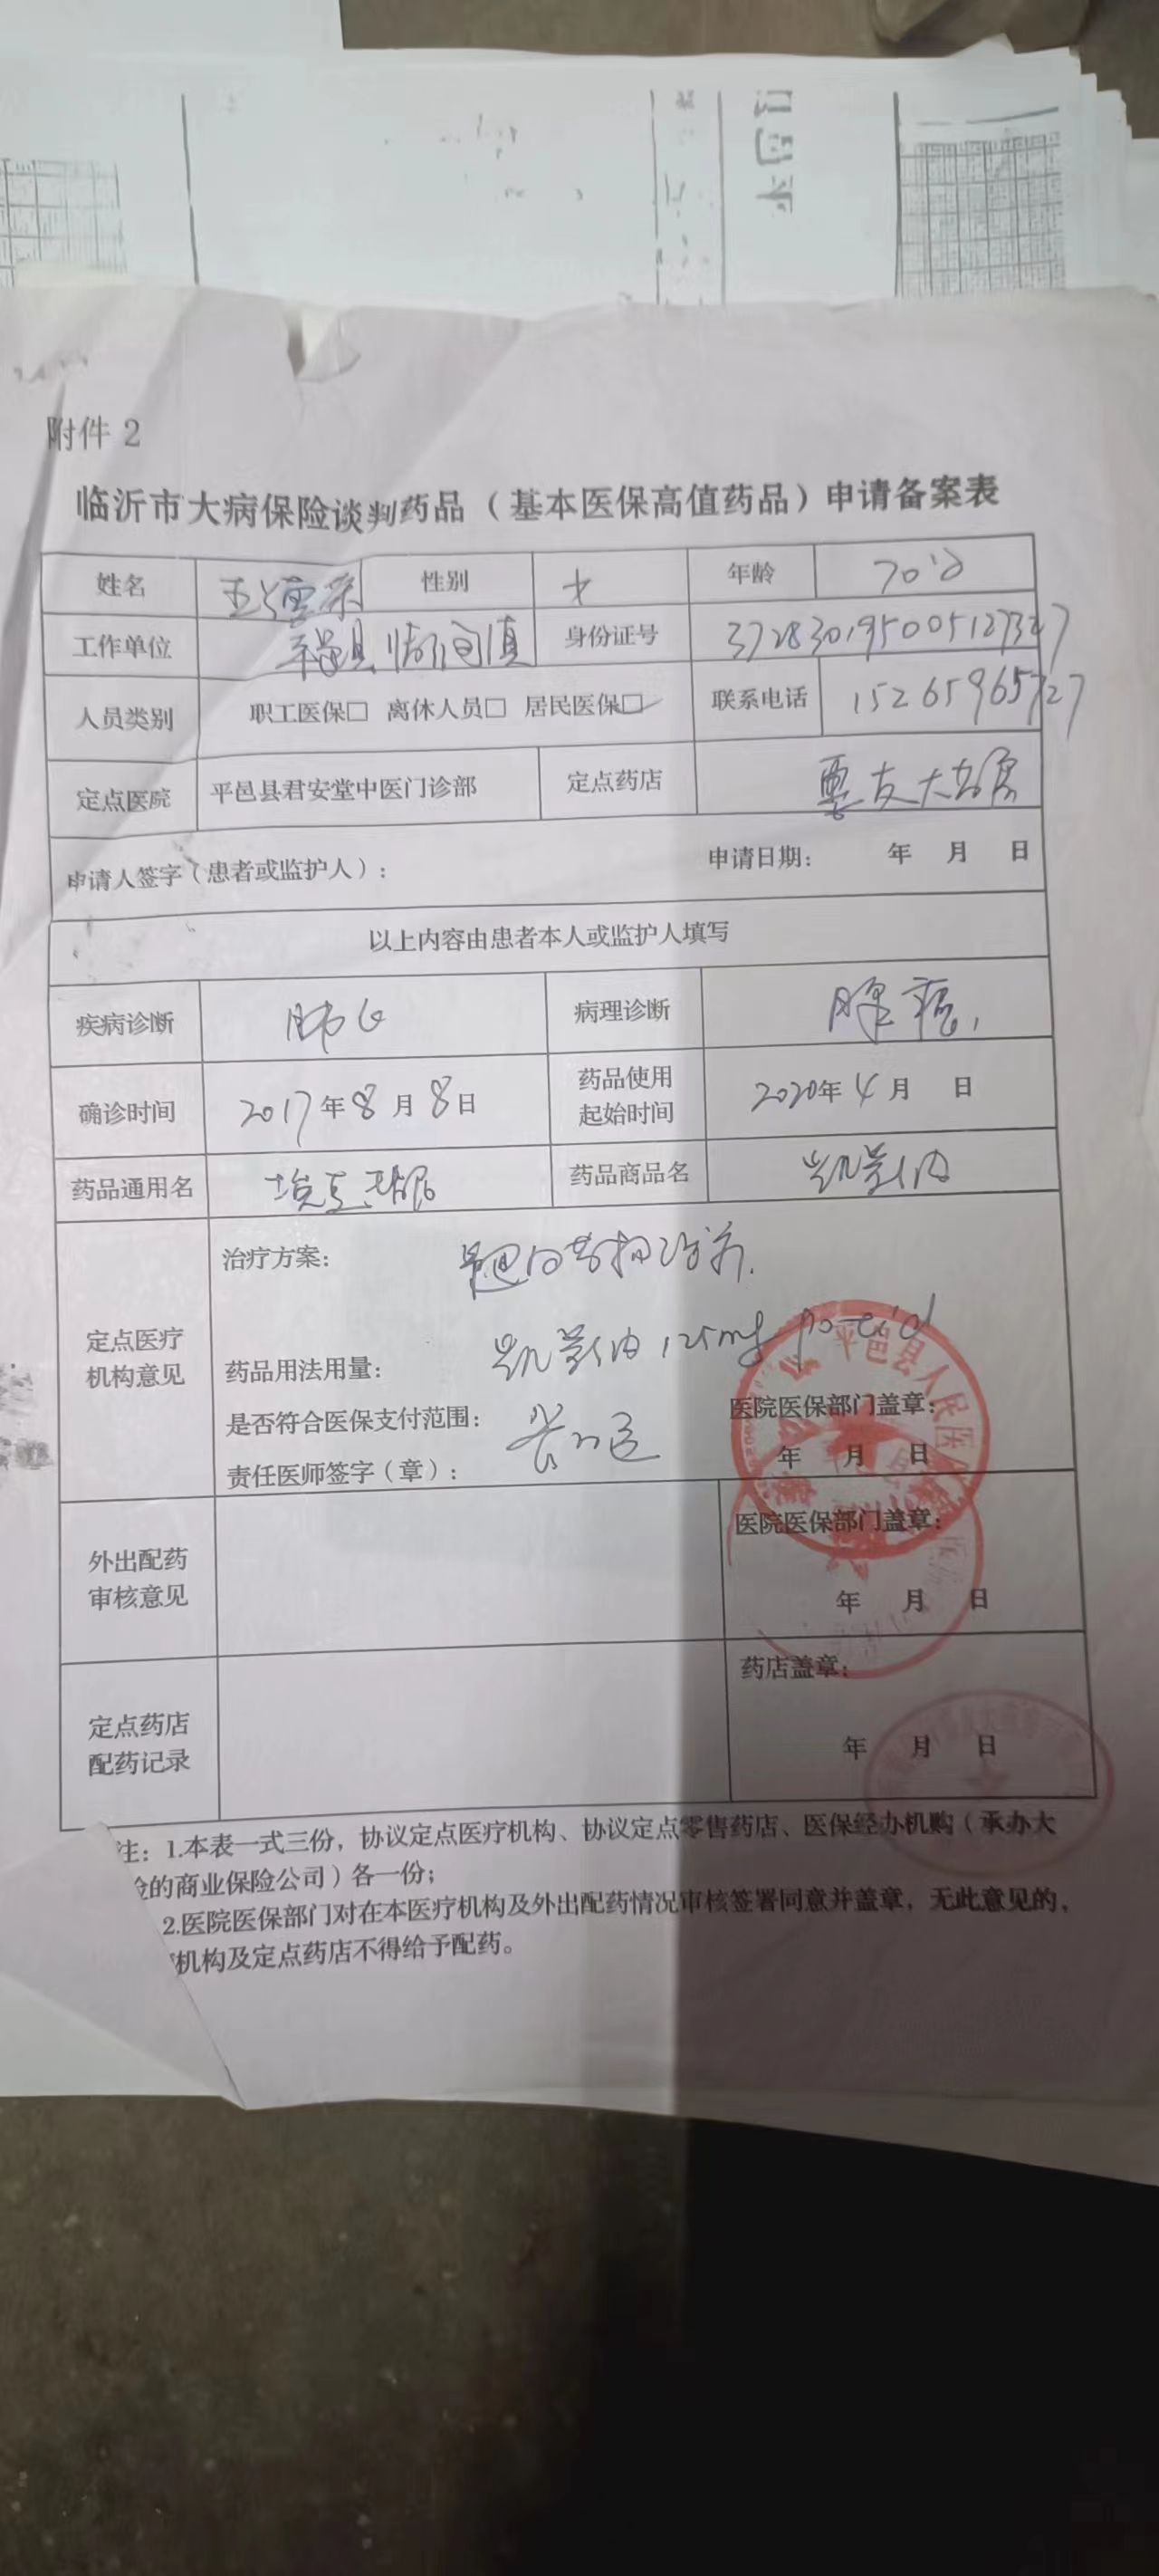 附件 2
临沂市大病保险谈判药品（基本医保高值药品）申请备案表
姓名 性别 女 年龄 70岁
工作单位 平邑县临涧镇 身份证号
人员类别 职工医保□ 离休人员□ 居民医保□✓ 联系电话 15265965727
定点医院 平邑县君安堂中医门诊部 定点药店 大药房
申请人签字（患者或监护人）： 申请日期： 年 月 日
以上内容由患者本人或监护人填写
疾病诊断 肺Ca 病理诊断 腺癌
确诊时间 2017年8月8日 药品使用起始时间 2020年4月 日
药品通用名 埃克替尼 药品商品名 凯美纳
定点医疗机构意见
治疗方案： 靶向药物治疗.
药品用法用量： 凯美纳 125mg po tid
是否符合医保支付范围：
责任医师签字（章）：
医院医保部门盖章：
年 月 日
平邑县人民医
外出配药审核意见
医院医保部门盖章：
年 月 日
定点药店配药记录
药店盖章：
年 月 日
注：1.本表一式三份，协议定点医疗机构、协议定点零售药店、医保经办机购（承办大
的商业保险公司）各一份；
2.医院医保部门对在本医疗机构及外出配药情况审核签署同意并盖章，无此意见的，
机构及定点药店不得给予配药。